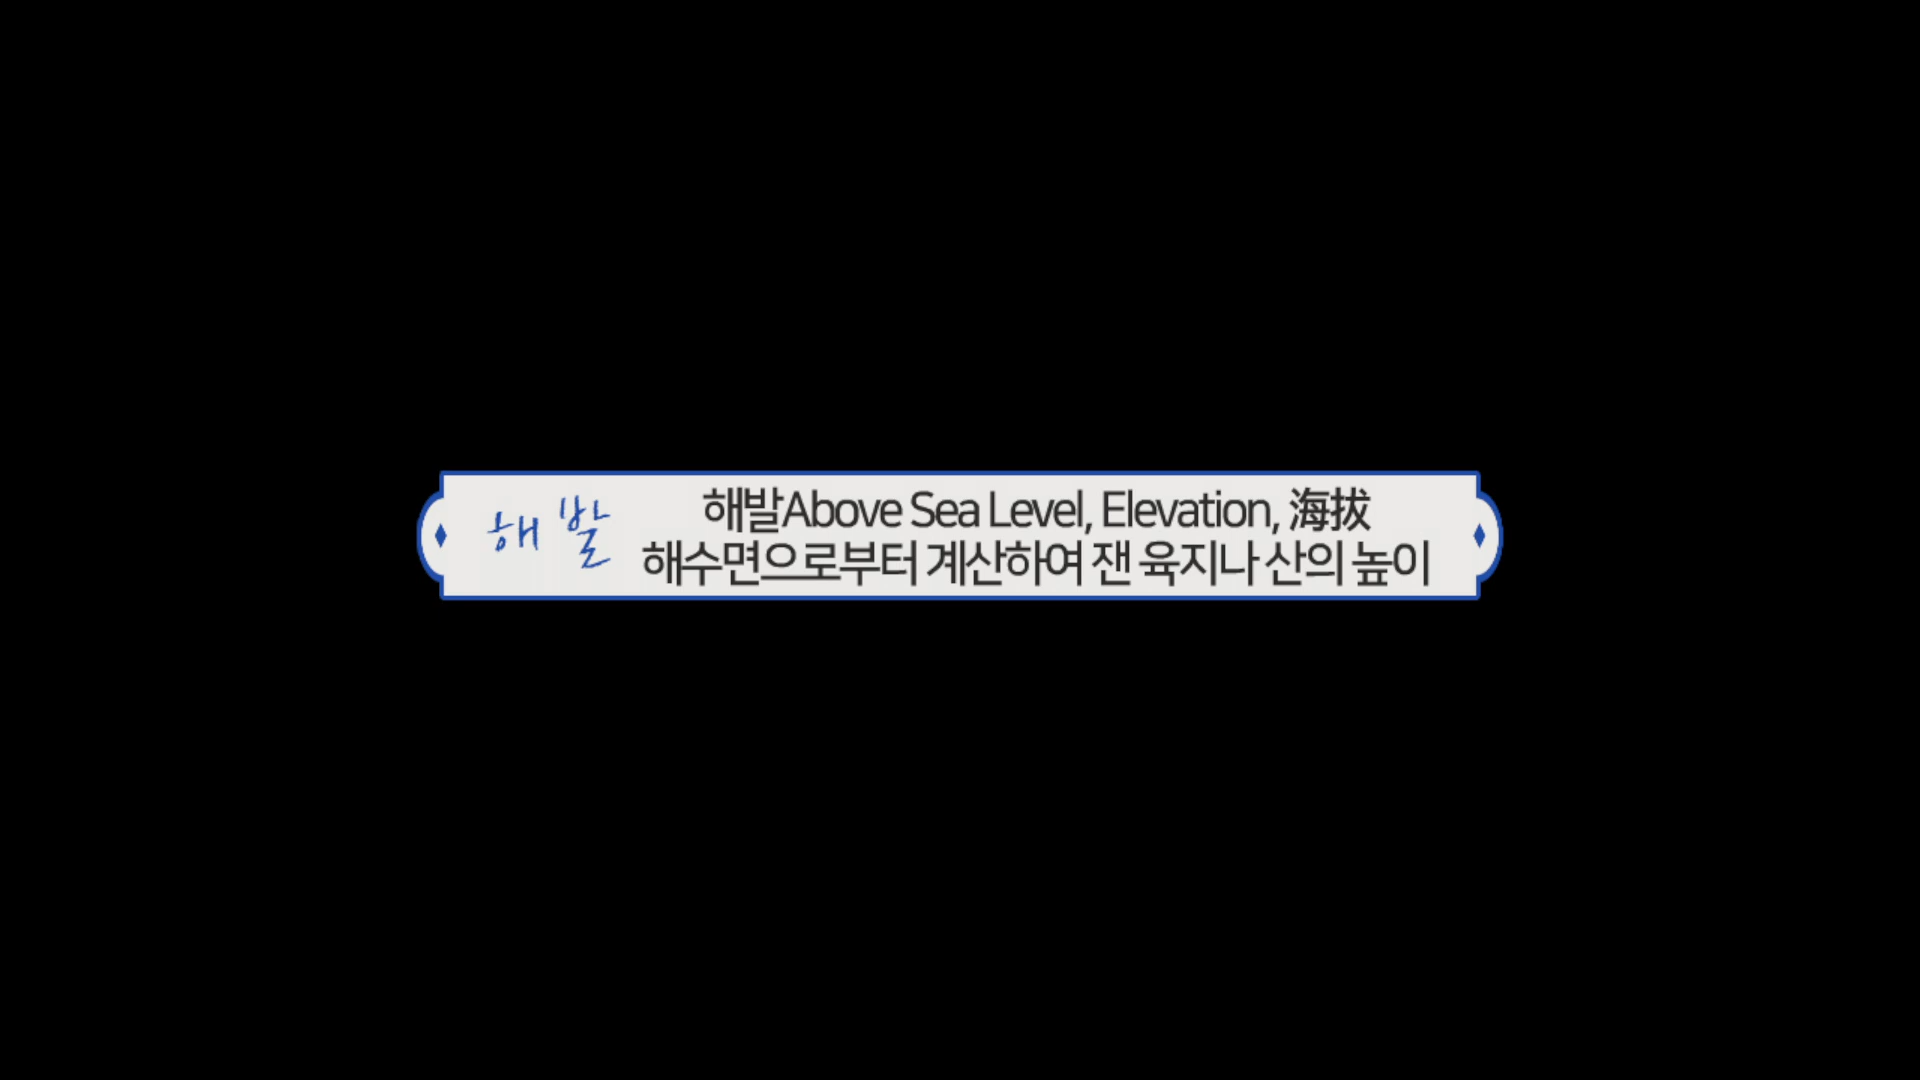 해발
해발Above Sea Level, Elevation, 海拔
해수면으로부터 계산하여 잰 육지나 산의 높이